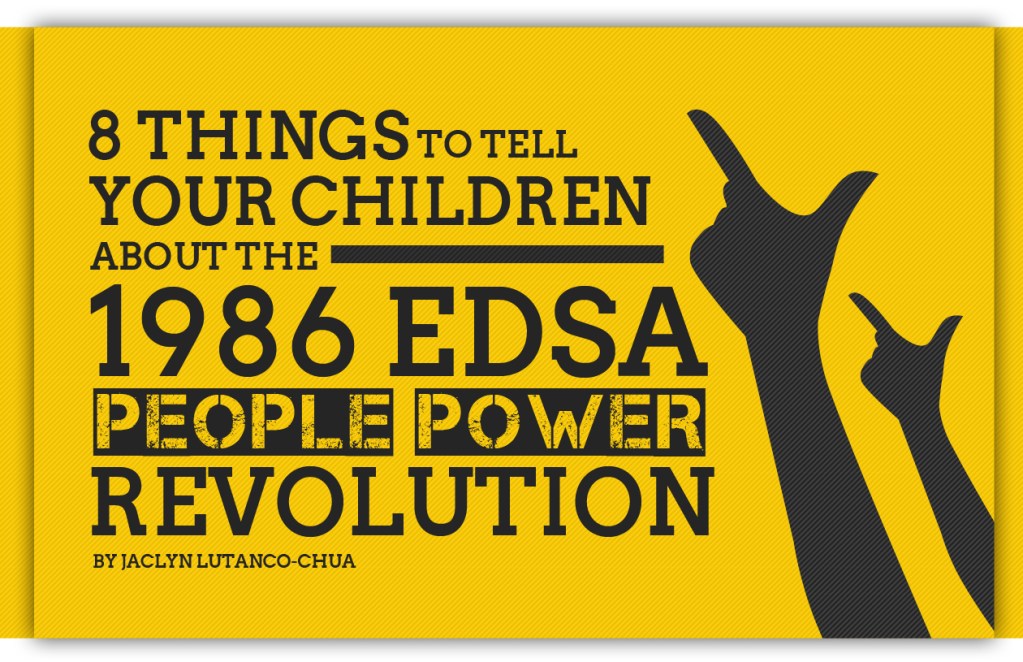 8 THINGS TO TELL
YOUR CHILDREN
ABOUT THE
1986 EDSA
PEOPLE POWER
REVOLUTION
BY JACLYN LUTANCO-CHUA